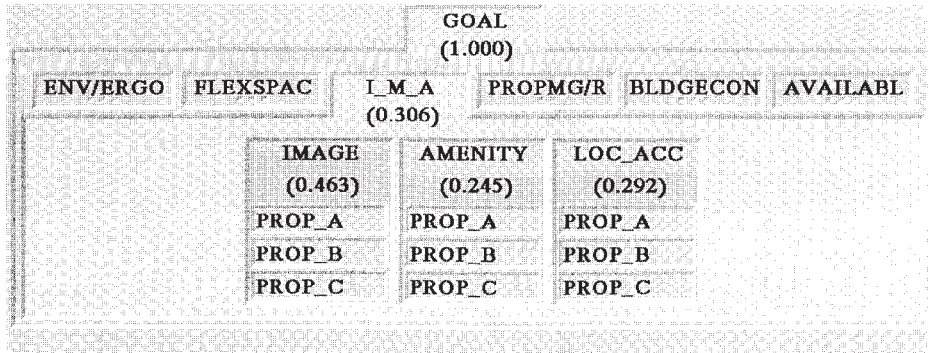 GOAL
(1.000)
ENV/ERGO FLEXSPAC I_M_A PROPMG/R BLDGECON AVAILABL
(0.306)
IMAGE AMENITY LOC_ACC
(0.463) (0.245) (0.292)
PROP_A PROP_A PROP_A
PROP_B PROP_B PROP_B
PROP_C PROP_C PROP_C